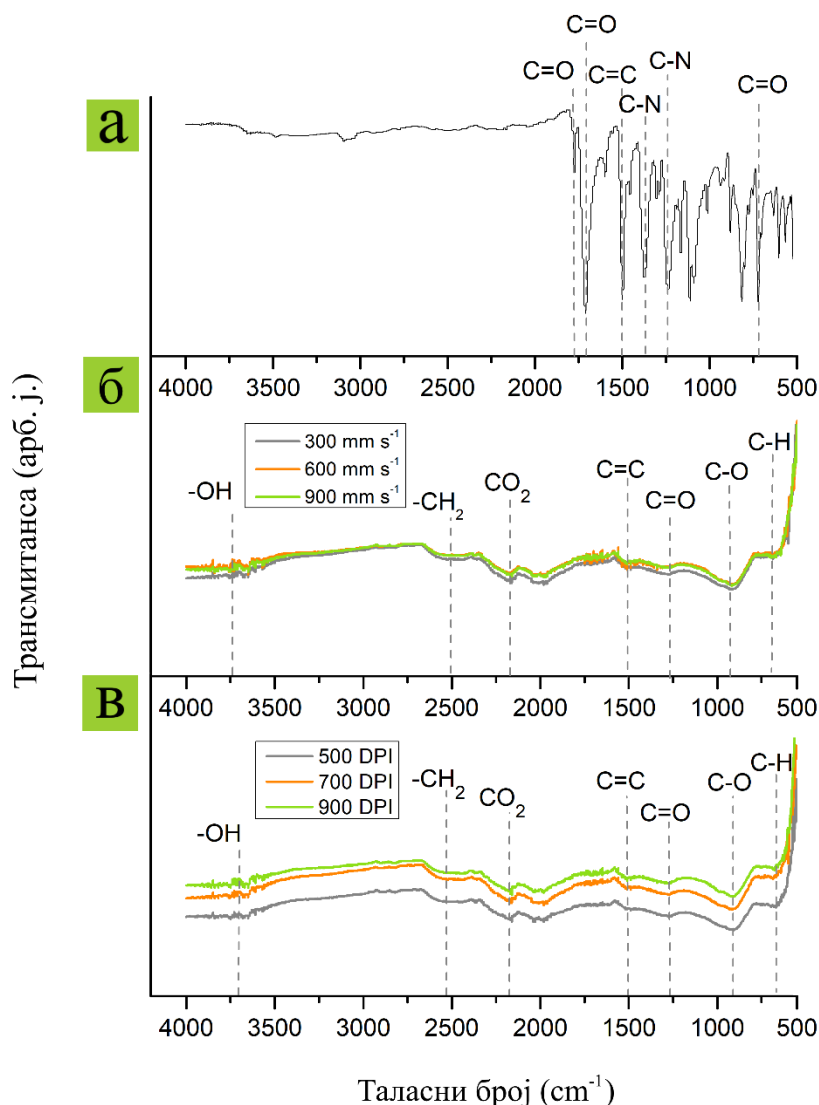 Трансмитанса (арб. j.)
а
C=O
C=O
C=C
C-N
C-N
C=O
4000 3500 3000 2500 2000 1500 1000 500
б
300 mm s⁻¹
600 mm s⁻¹
900 mm s⁻¹
-OH
-CH₂
CO₂
C=C
C=O
C-O
C-H
4000 3500 3000 2500 2000 1500 1000 500
в
500 DPI
700 DPI
900 DPI
-OH
-CH₂
CO₂
C=C
C=O
C-O
C-H
4000 3500 3000 2500 2000 1500 1000 500
Таласни број (cm⁻¹)